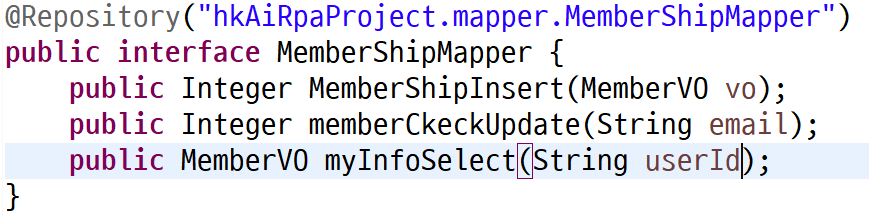 @Repository("hkAiRpaProject.mapper.MemberShipMapper")
public interface MemberShipMapper {
    public Integer MemberShipInsert(MemberVO vo);
    public Integer memberCkeckUpdate(String email);
    public MemberVO myInfoSelect(String userId);
}